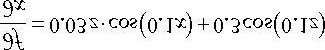 ∂x/∂t = 0.03z·cos(0.1x) + 0.3cos(0.1z)